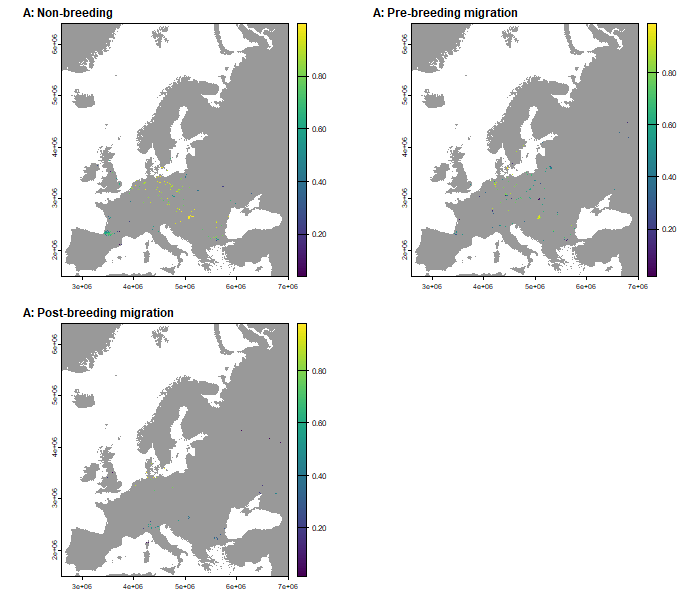 A: Non-breeding
A: Pre-breeding migration
6e+06
5e+06
4e+06
3e+06
2e+06
0.80
0.60
0.40
0.20
3e+06 4e+06 5e+06 6e+06 7e+06
6e+06
5e+06
4e+06
3e+06
2e+06
0.80
0.60
0.40
0.20
3e+06 4e+06 5e+06 6e+06 7e+06
A: Post-breeding migration
6e+06
5e+06
4e+06
3e+06
2e+06
0.80
0.60
0.40
0.20
3e+06 4e+06 5e+06 6e+06 7e+06